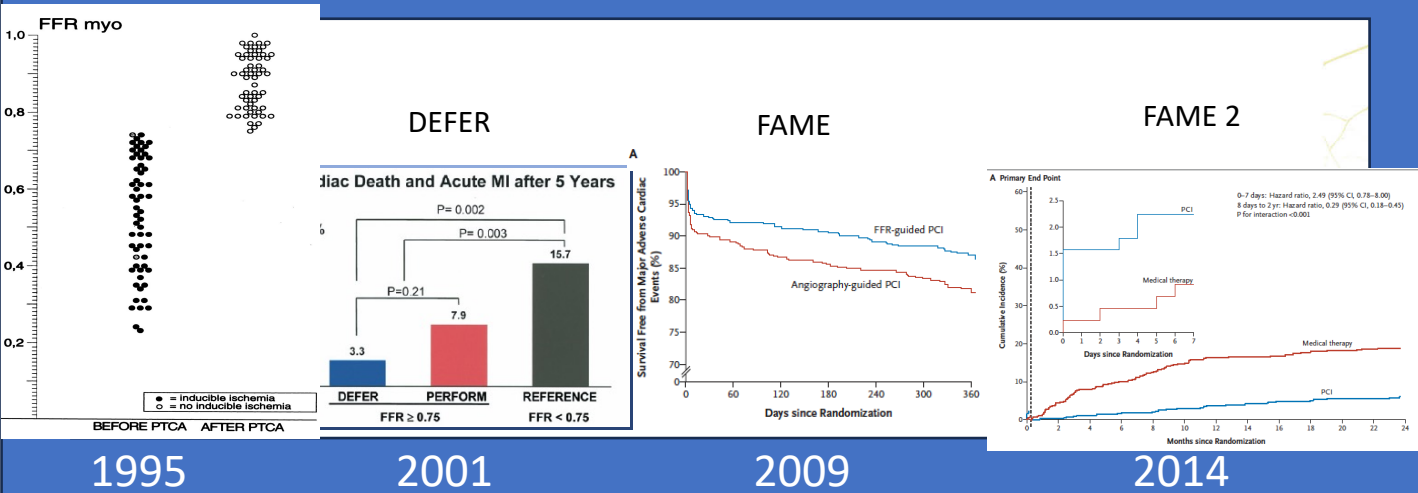 FFR myo
1,0
0,8
0,6
0,4
0,2
● = inducible ischemia
○ = no inducible ischemia
BEFORE PTCA AFTER PTCA
1995
DEFER
diac Death and Acute MI after 5 Years
%
P= 0.002
P= 0.003
15.7
P=0.21
7.9
3.3
DEFER PERFORM REFERENCE
FFR ≥ 0.75 FFR < 0.75
2001
FAME
A
Survival Free from Major Adverse Cardiac
Events (%)
100
95
90
85
80
75
70
0
FFR-guided PCI
Angiography-guided PCI
0 60 120 180 240 300 360
Days since Randomization
2009
FAME 2
A Primary End Point
0–7 days: Hazard ratio, 2.49 (95% CI, 0.78–8.00)
8 days to 2 yr: Hazard ratio, 0.29 (95% CI, 0.18–0.45)
P for interaction <0.001
Cumulative Incidence (%)
60
50
40
30
20
10
0
2.5
2.0
1.5
1.0
0.5
0.0
PCI
Medical therapy
0 1 2 3 4 5 6 7
Days since Randomization
Medical therapy
PCI
0 2 4 6 8 10 12 14 16 18 20 22 24
Months since Randomization
2014